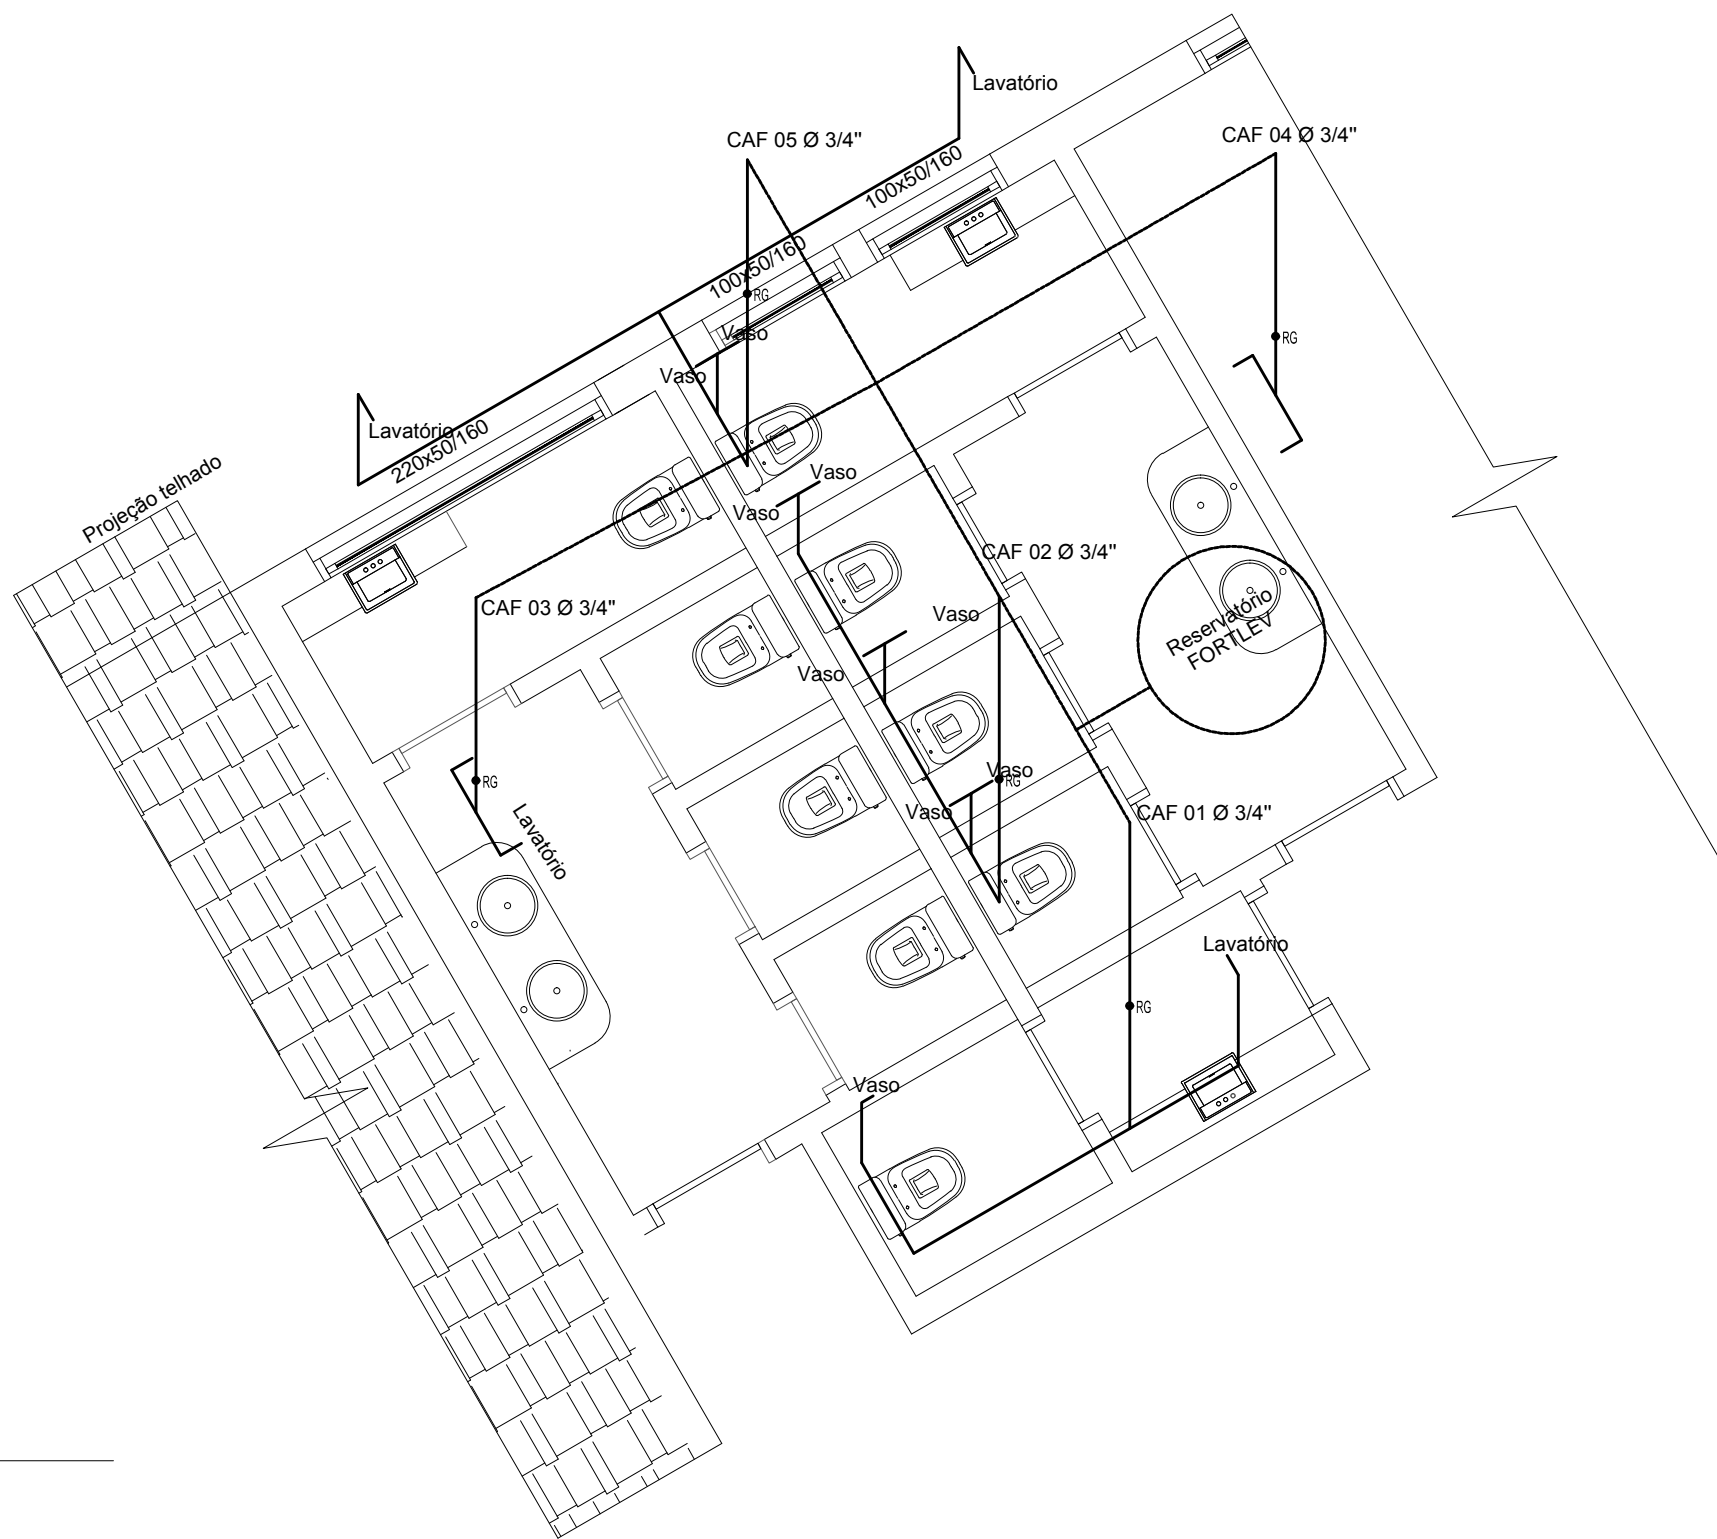 Lavatório
CAF 05 Ø 3/4"
CAF 04 Ø 3/4"
100x50/160
100x50/160
RG
Vaso
RG
Vaso
Lavatório
220x50/160
Projeção telhado
Vaso
Vaso
CAF 02 Ø 3/4"
CAF 03 Ø 3/4"
Vaso
Reservatório
FORTLEV
Vaso
Vaso
RG
RG
Vaso
CAF 01 Ø 3/4"
Lavatório
Lavatório
RG
Vaso